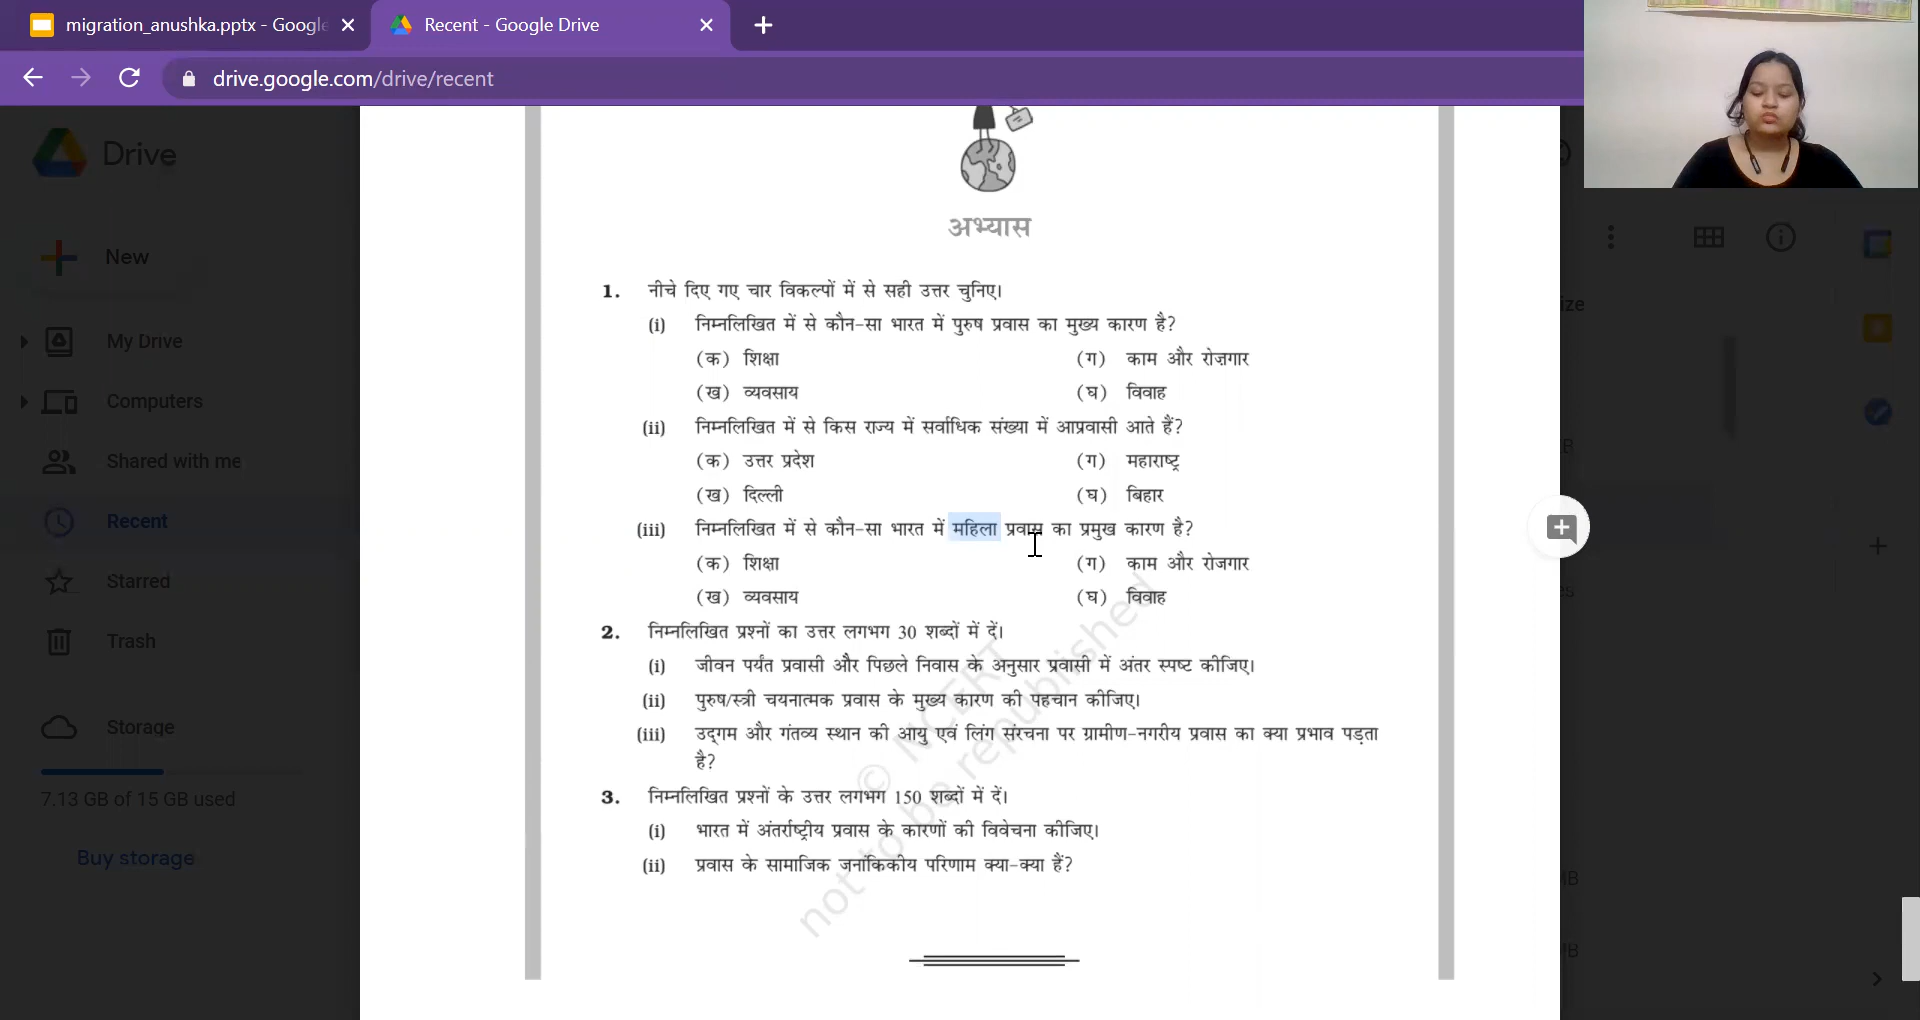 migration_anushka.pptx - Google
Recent - Google Drive
drive.google.com/drive/recent
Drive
New
My Drive
Computers
Shared with me
Recent
Starred
Trash
Storage
7.13 GB of 15 GB used
Buy storage
अभ्यास
1. नीचे दिए गए चार विकल्पों में से सही उत्तर चुनिए।
(i) निम्नलिखित में से कौन-सा भारत में पुरुष प्रवास का मुख्य कारण है?
(क) शिक्षा (ग) काम और रोज़गार
(ख) व्यवसाय (घ) विवाह
(ii) निम्नलिखित में से किस राज्य में सर्वाधिक संख्या में आप्रवासी आते हैं?
(क) उत्तर प्रदेश (ग) महाराष्ट्र
(ख) दिल्ली (घ) बिहार
(iii) निम्नलिखित में से कौन-सा भारत में महिला प्रवास का प्रमुख कारण है?
(क) शिक्षा (ग) काम और रोजगार
(ख) व्यवसाय (घ) विवाह
2. निम्नलिखित प्रश्नों का उत्तर लगभग 30 शब्दों में दें।
(i) जीवन पर्यंत प्रवासी और पिछले निवास के अनुसार प्रवासी में अंतर स्पष्ट कीजिए।
(ii) पुरुष/स्त्री चयनात्मक प्रवास के मुख्य कारण की पहचान कीजिए।
(iii) उद्गम और गंतव्य स्थान की आयु एवं लिंग संरचना पर ग्रामीण-नगरीय प्रवास का क्या प्रभाव पड़ता
है?
3. निम्नलिखित प्रश्नों के उत्तर लगभग 150 शब्दों में दें।
(i) भारत में अंतर्राष्ट्रीय प्रवास के कारणों की विवेचना कीजिए।
(ii) प्रवास के सामाजिक जनांकिकीय परिणाम क्या-क्या हैं?
© NCERT
not to be republished